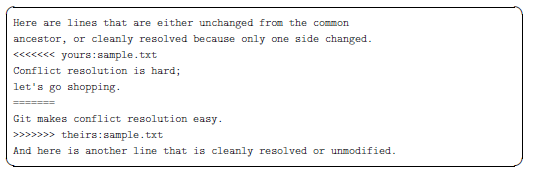 Here are lines that are either unchanged from the common
ancestor, or cleanly resolved because only one side changed.
<<<<<<< yours:sample.txt
Conflict resolution is hard;
let's go shopping.
=======
Git makes conflict resolution easy.
>>>>>>> theirs:sample.txt
And here is another line that is cleanly resolved or unmodified.